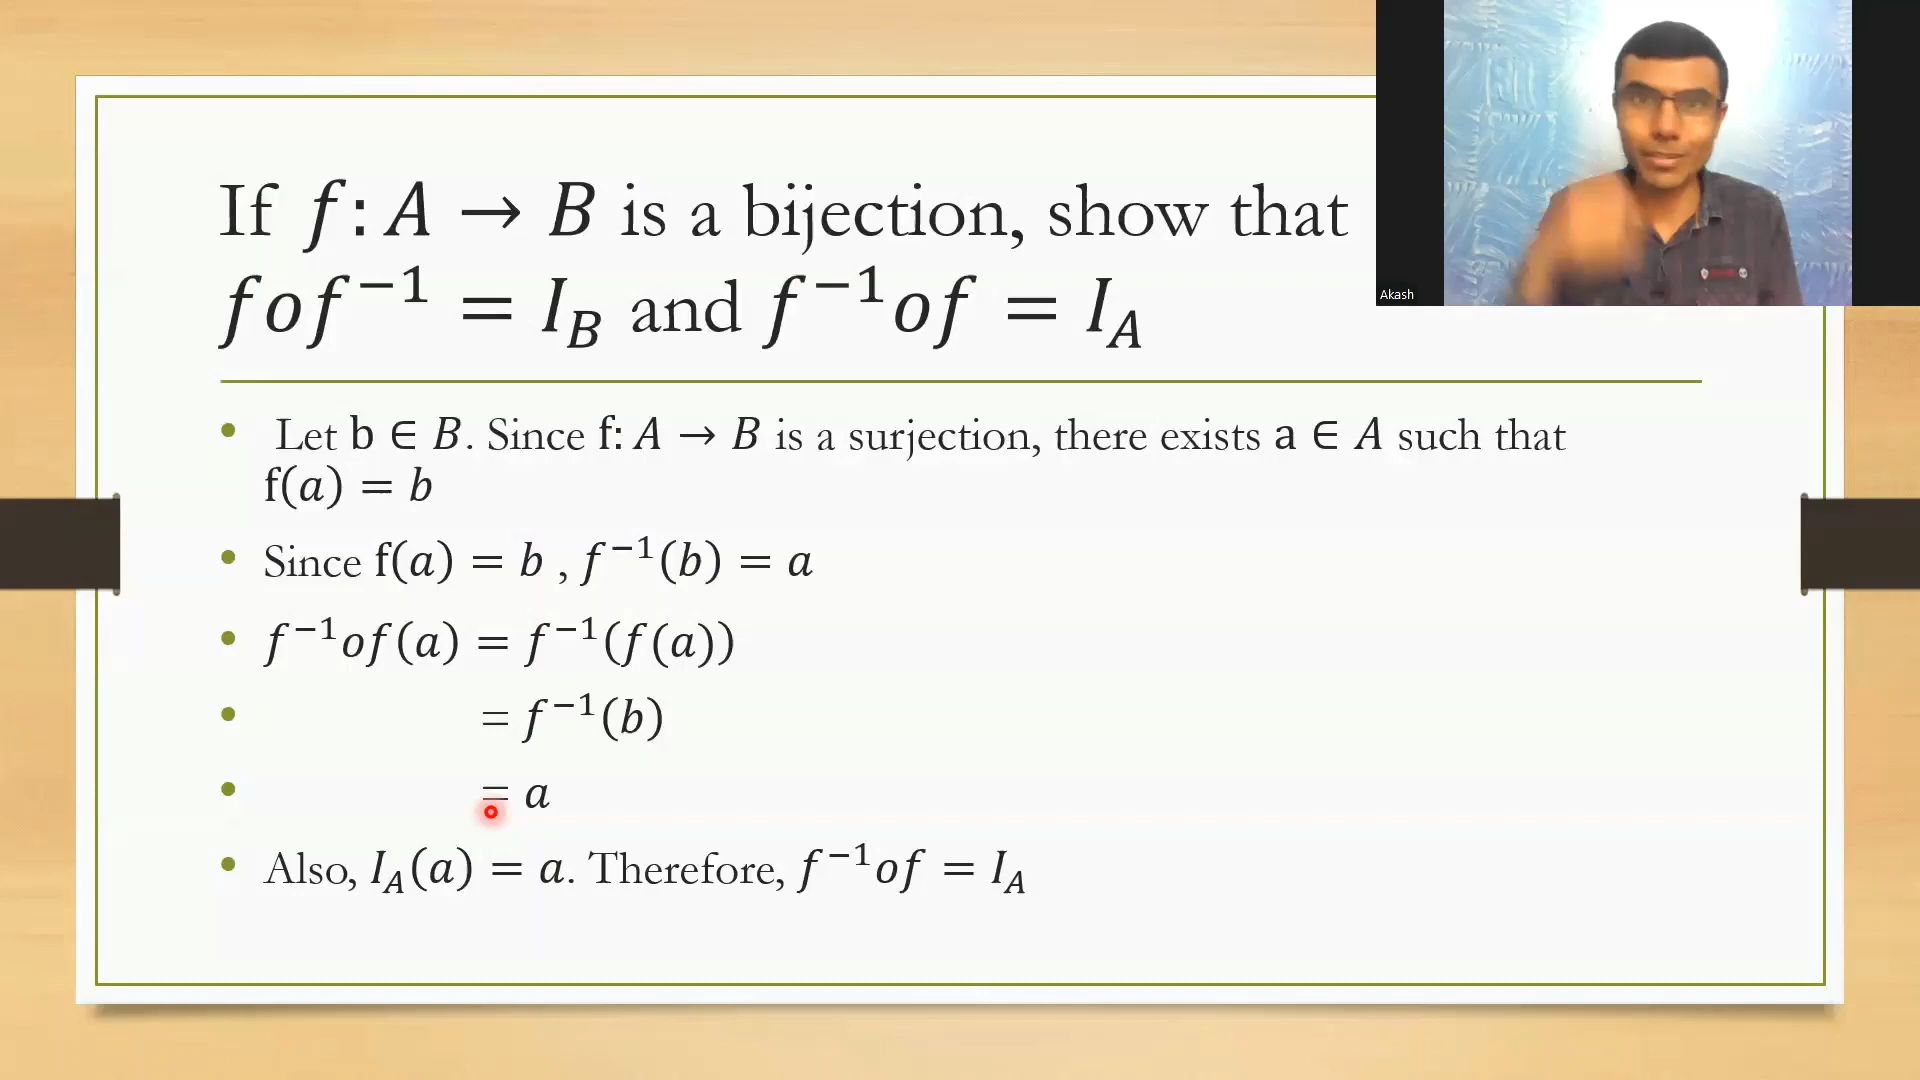 If f: A → B is a bijection, show that
fof⁻¹ = I_B and f⁻¹of = I_A
Akash
• Let b ∈ B. Since f: A → B is a surjection, there exists a ∈ A such that
f(a) = b
• Since f(a) = b , f⁻¹(b) = a
• f⁻¹of(a) = f⁻¹(f(a))
• = f⁻¹(b)
• = a
• Also, I_A(a) = a. Therefore, f⁻¹of = I_A